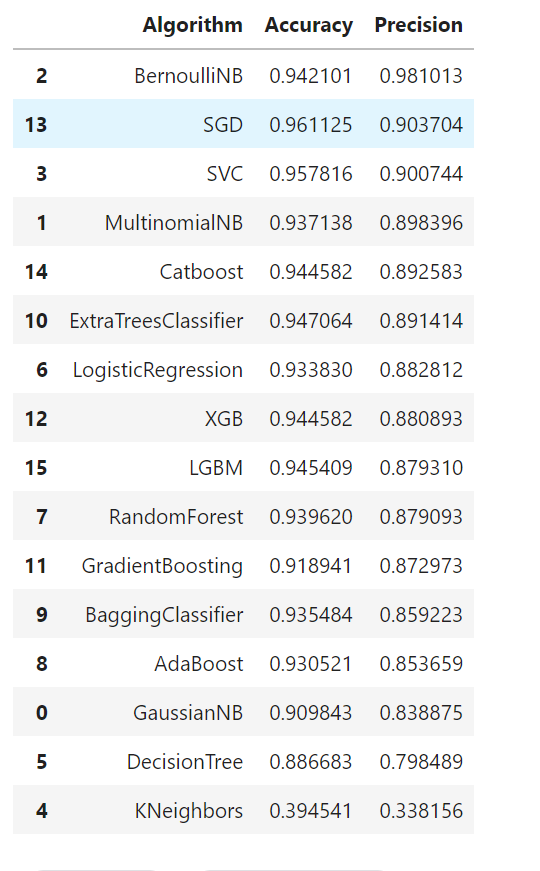 Algorithm Accuracy Precision
2 BernoulliNB 0.942101 0.981013
13 SGD 0.961125 0.903704
3 SVC 0.957816 0.900744
1 MultinomialNB 0.937138 0.898396
14 Catboost 0.944582 0.892583
10 ExtraTreesClassifier 0.947064 0.891414
6 LogisticRegression 0.933830 0.882812
12 XGB 0.944582 0.880893
15 LGBM 0.945409 0.879310
7 RandomForest 0.939620 0.879093
11 GradientBoosting 0.918941 0.872973
9 BaggingClassifier 0.935484 0.859223
8 AdaBoost 0.930521 0.853659
0 GaussianNB 0.909843 0.838875
5 DecisionTree 0.886683 0.798489
4 KNeighbors 0.394541 0.338156